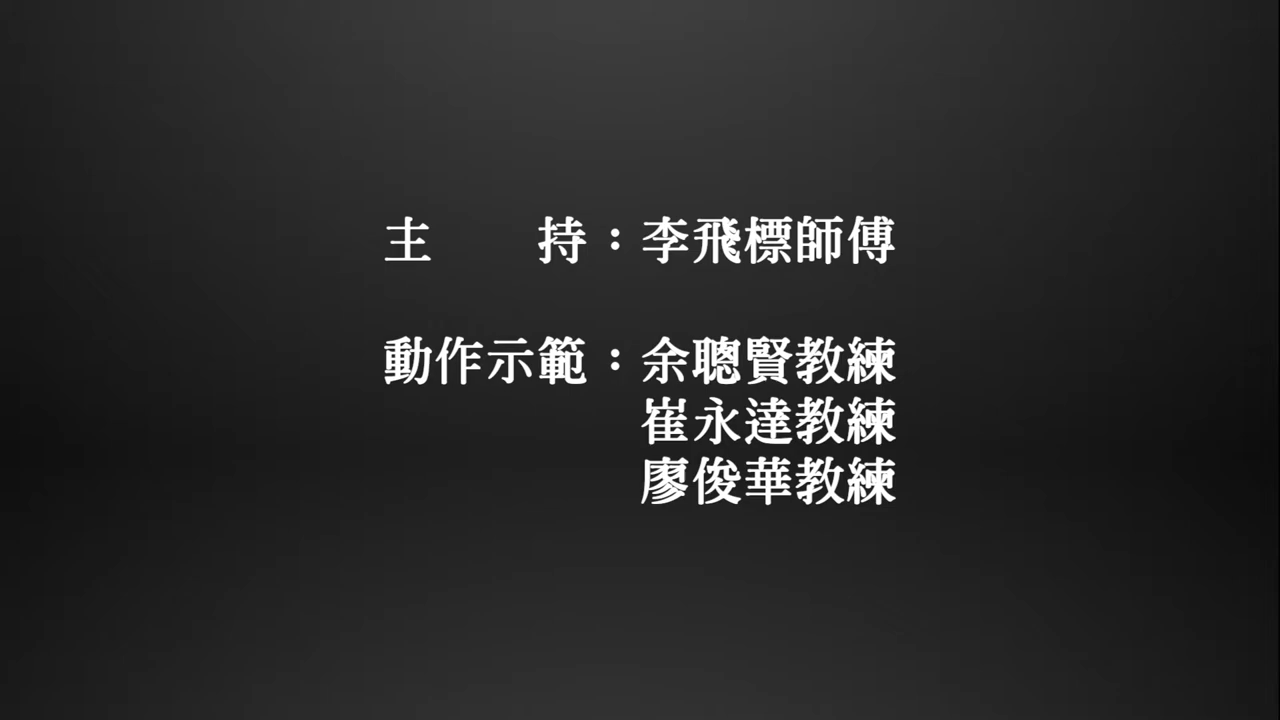 主　　持：李飛標師傅
動作示範：余聰賢教練
崔永達教練
廖俊華教練